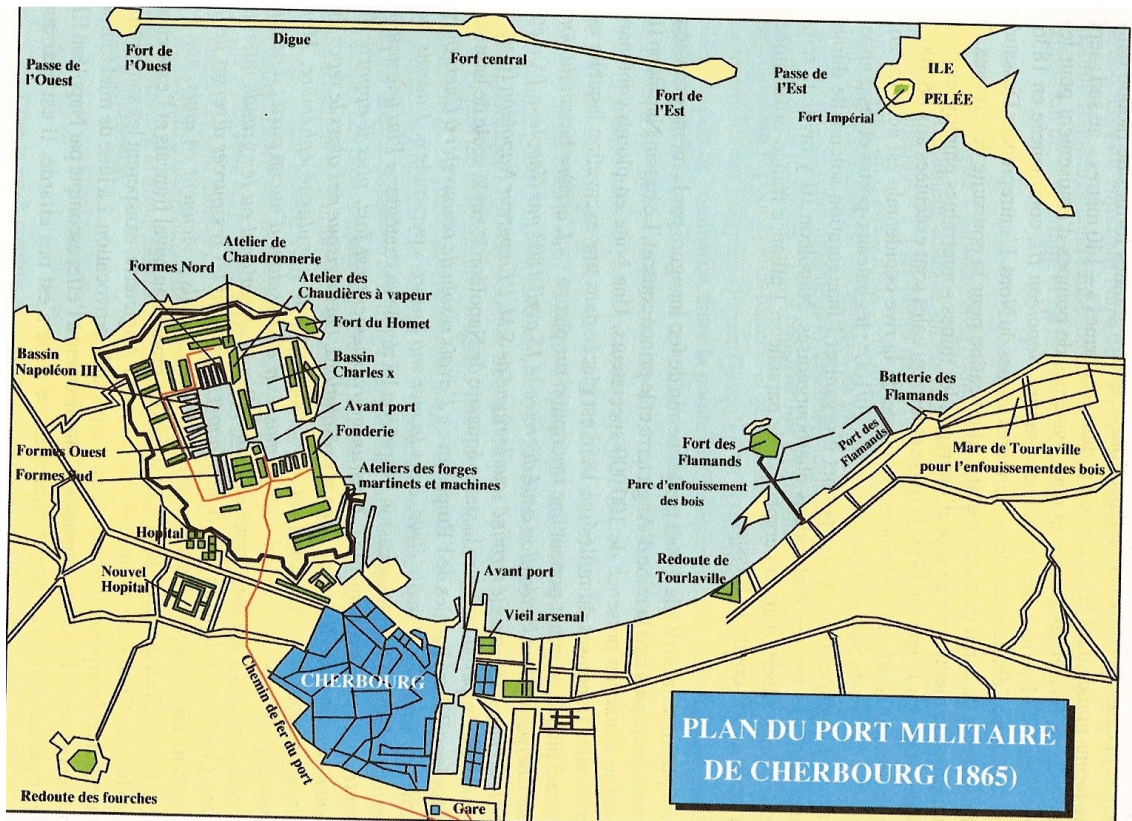 Passe de
l'Ouest
Fort de
l'Ouest
Digue
Fort central
Fort de
l'Est
Passe de
l'Est
ILE
PELÉE
Fort Impérial
Atelier de
Chaudronnerie
Formes Nord
Atelier des
Chaudières à vapeur
Fort du Homet
Bassin
Napoléon III
Bassin
Charles x
Avant port
Fonderie
Formes Ouest
Formes Sud
Ateliers des forges
martinets et machines
Batterie des
Flamands
Fort des
Flamands
Port des
Flamands
Mare de Tourlaville
pour l'enfouissementdes bois
Parc d'enfouissement
des bois
Hopital
Nouvel
Hopital
Avant port
Redoute de
Tourlaville
Vieil arsenal
CHERBOURG
Chemin de fer du port
Redoute des fourches
Gare
PLAN DU PORT MILITAIRE
DE CHERBOURG (1865)